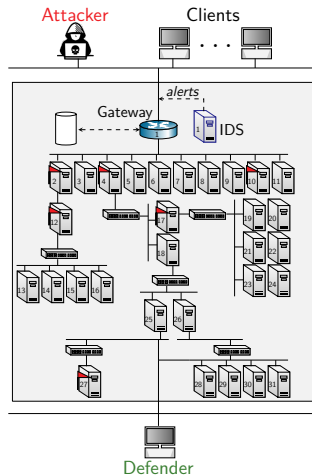 Attacker Clients
. . .
alerts
Gateway
1 IDS
1
2 3 4 5 6 7 8 9 10 11
12 17 19 20
18 21 22
13 14 15 16 23 24
25 26
27 28 29 30 31
Defender